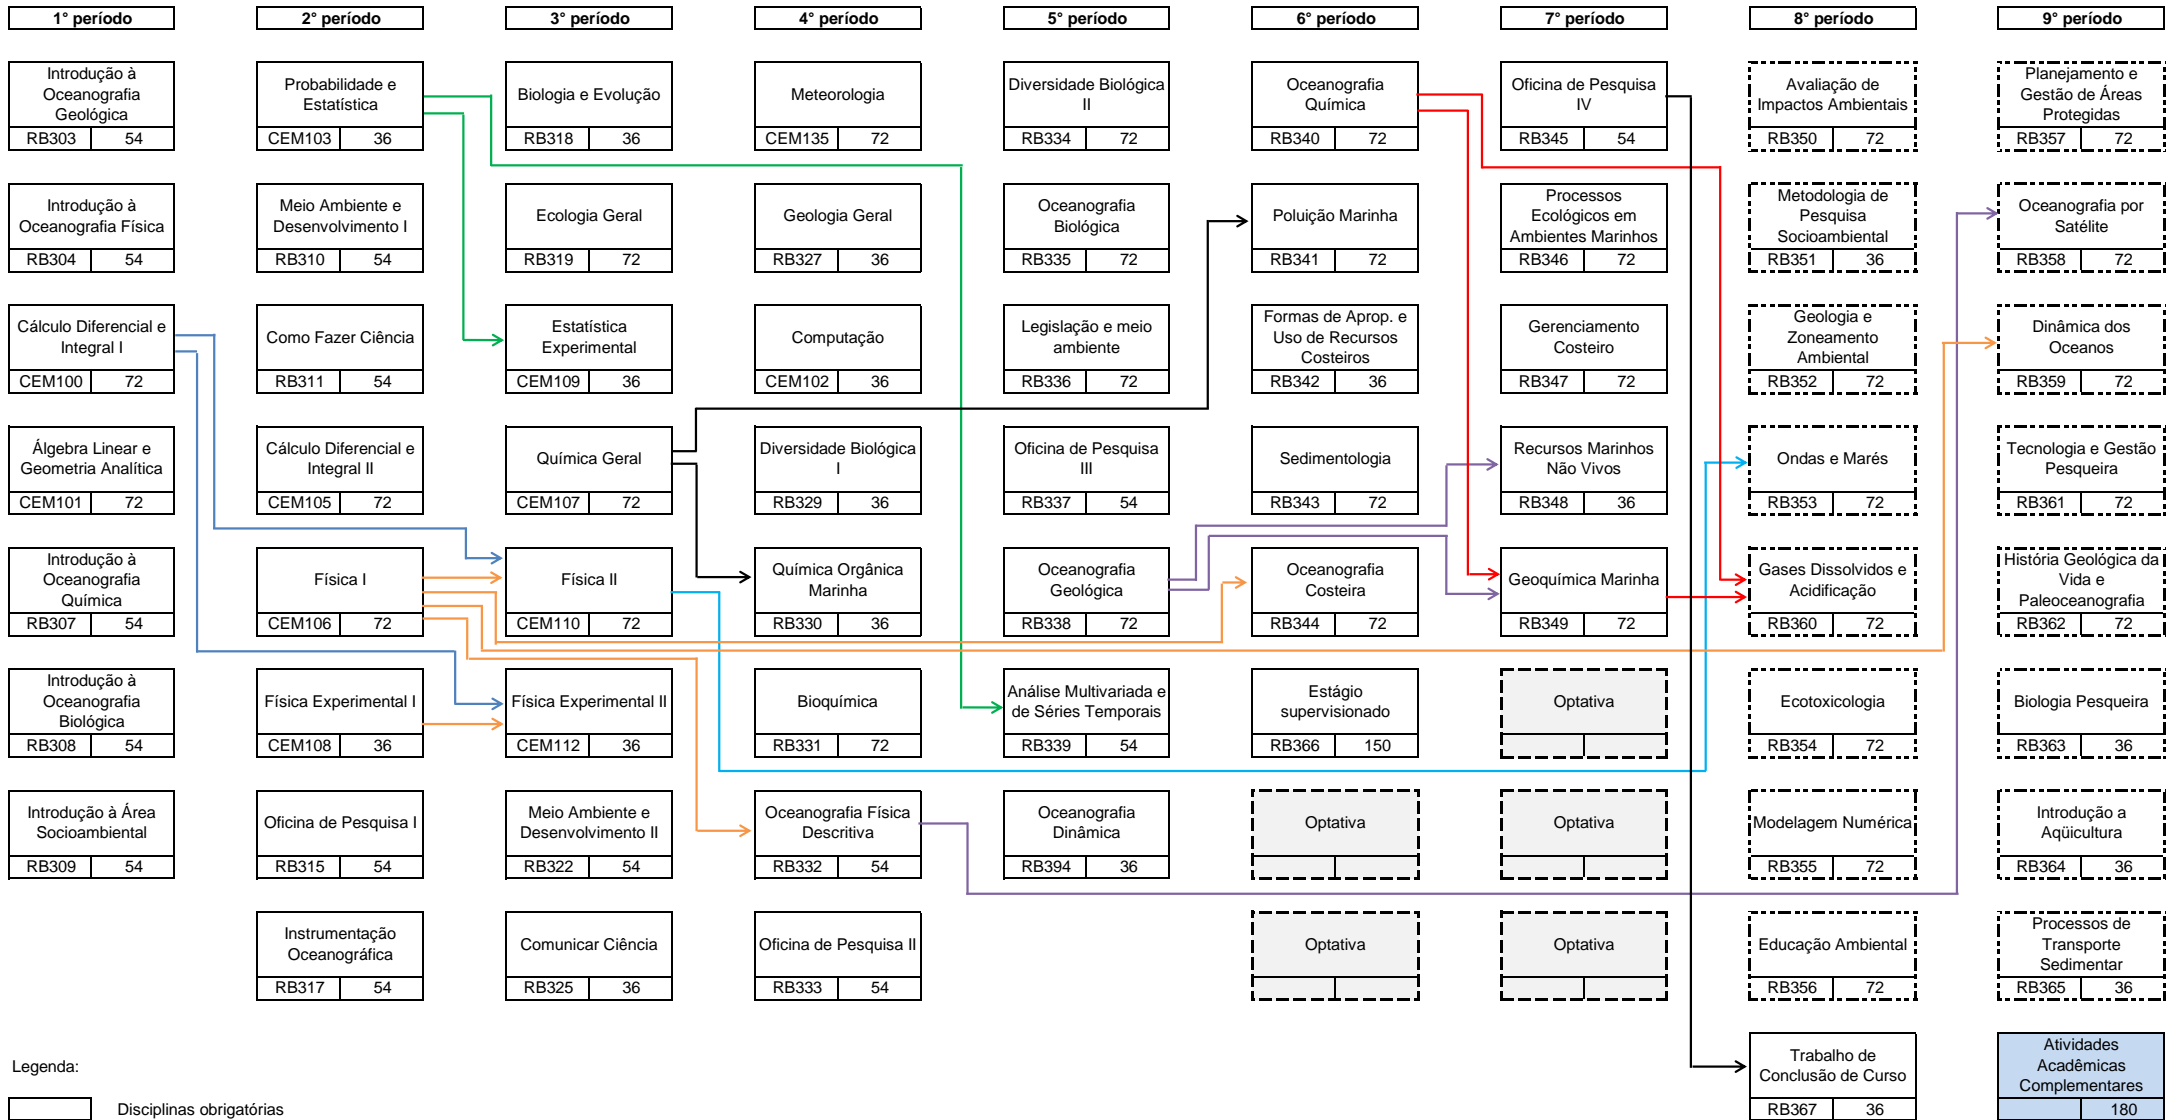 1° período
2° período
3° período
4° período
5° período
6° período
7° período
8° período
9° período
Introdução à
Oceanografia
Geológica
RB303 54
Probabilidade e
Estatística
CEM103 36
Biologia e Evolução
RB318 36
Meteorologia
CEM135 72
Diversidade Biológica
II
RB334 72
Oceanografia
Química
RB340 72
Oficina de Pesquisa
IV
RB345 54
Avaliação de
Impactos Ambientais
RB350 72
Planejamento e
Gestão de Áreas
Protegidas
RB357 72
Introdução à
Oceanografia Física
RB304 54
Meio Ambiente e
Desenvolvimento I
RB310 54
Ecologia Geral
RB319 72
Geologia Geral
RB327 36
Oceanografia
Biológica
RB335 72
Poluição Marinha
RB341 72
Processos
Ecológicos em
Ambientes Marinhos
RB346 72
Metodologia de
Pesquisa
Socioambiental
RB351 36
Oceanografia por
Satélite
RB358 72
Cálculo Diferencial e
Integral I
CEM100 72
Como Fazer Ciência
RB311 54
Estatística
Experimental
CEM109 36
Computação
CEM102 36
Legislação e meio
ambiente
RB336 72
Formas de Aprop. e
Uso de Recursos
Costeiros
RB342 36
Gerenciamento
Costeiro
RB347 72
Geologia e
Zoneamento
Ambiental
RB352 72
Dinâmica dos
Oceanos
RB359 72
Álgebra Linear e
Geometria Analítica
CEM101 72
Cálculo Diferencial e
Integral II
CEM105 72
Química Geral
CEM107 72
Diversidade Biológica
I
RB329 36
Oficina de Pesquisa
III
RB337 54
Sedimentologia
RB343 72
Recursos Marinhos
Não Vivos
RB348 36
Ondas e Marés
RB353 72
Tecnologia e Gestão
Pesqueira
RB361 72
Introdução à
Oceanografia
Química
RB307 54
Física I
CEM106 72
Física II
CEM110 72
Química Orgânica
Marinha
RB330 36
Oceanografia
Geológica
RB338 72
Oceanografia
Costeira
RB344 72
Geoquímica Marinha
RB349 72
Gases Dissolvidos e
Acidificação
RB360 72
História Geológica da
Vida e
Paleoceanografia
RB362 72
Introdução à
Oceanografia
Biológica
RB308 54
Física Experimental I
CEM108 36
Física Experimental II
CEM112 36
Bioquímica
RB331 72
Análise Multivariada e
de Séries Temporais
RB339 54
Estágio
supervisionado
RB366 150
Optativa
Ecotoxicologia
RB354 72
Biologia Pesqueira
RB363 36
Introdução à Área
Socioambiental
RB309 54
Oficina de Pesquisa I
RB315 54
Meio Ambiente e
Desenvolvimento II
RB322 54
Oceanografia Física
Descritiva
RB332 54
Oceanografia
Dinâmica
RB394 36
Optativa
Optativa
Modelagem Numérica
RB355 72
Introdução a
Aqüicultura
RB364 36
Instrumentação
Oceanográfica
RB317 54
Comunicar Ciência
RB325 36
Oficina de Pesquisa II
RB333 54
Optativa
Optativa
Educação Ambiental
RB356 72
Processos de
Transporte
Sedimentar
RB365 36
Trabalho de
Conclusão de Curso
RB367 36
Atividades
Acadêmicas
Complementares
180
Legenda:
Disciplinas obrigatórias